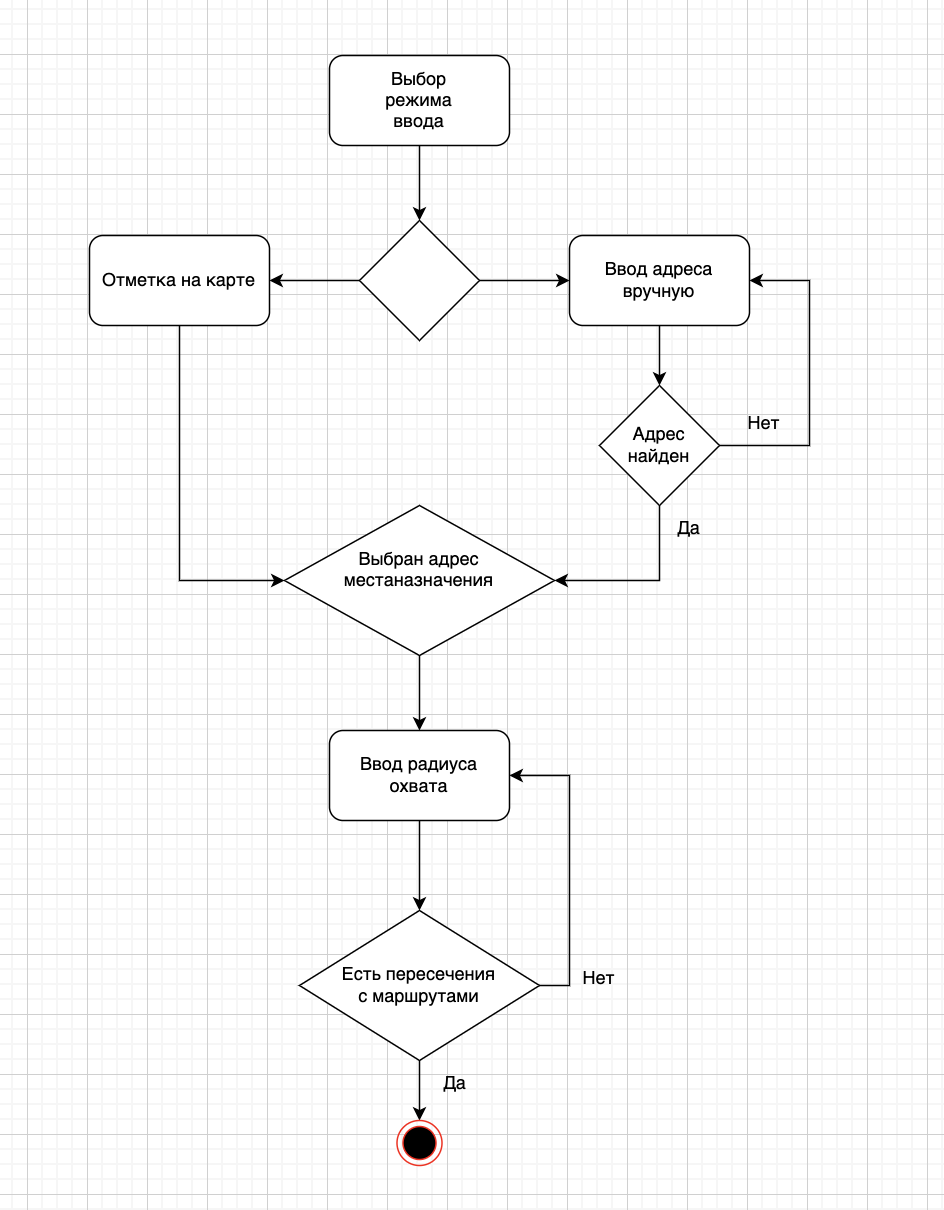 Выбор
режима
ввода
Отметка на карте
Ввод адреса
вручную
Адрес
найден
Нет
Да
Выбран адрес
местаназначения
Ввод радиуса
охвата
Есть пересечения
с маршрутами
Нет
Да